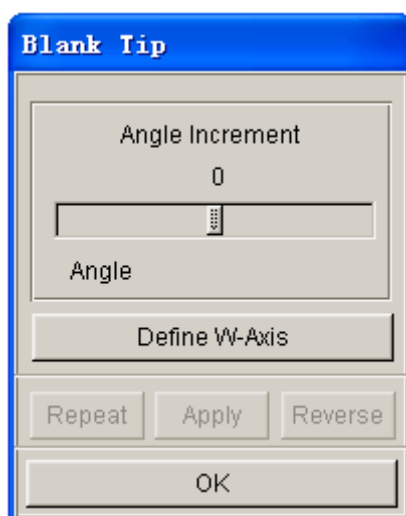 Blank Tip
Angle Increment
0
Angle
Define W-Axis
Repeat Apply Reverse
OK